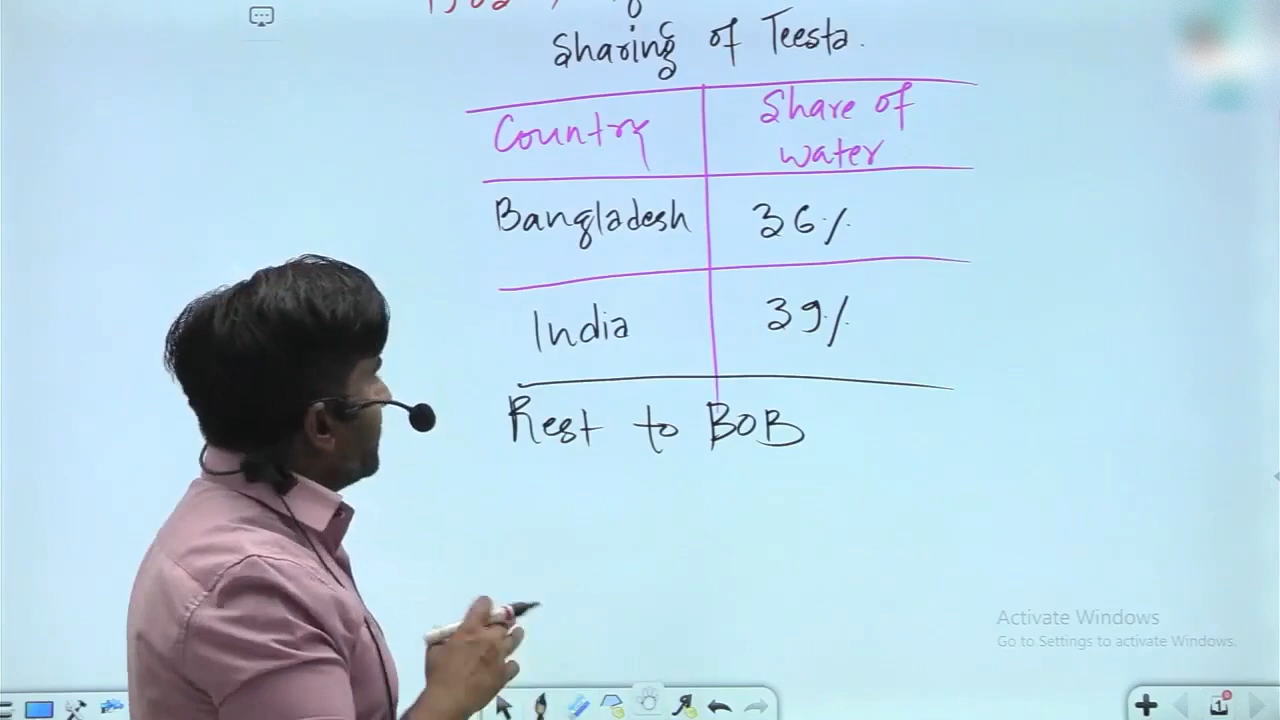 Sharing of Teesta.
Country
Share of
water
Bangladesh
36%
India
39%
Rest to BOB
Activate Windows
Go to Settings to activate Windows.